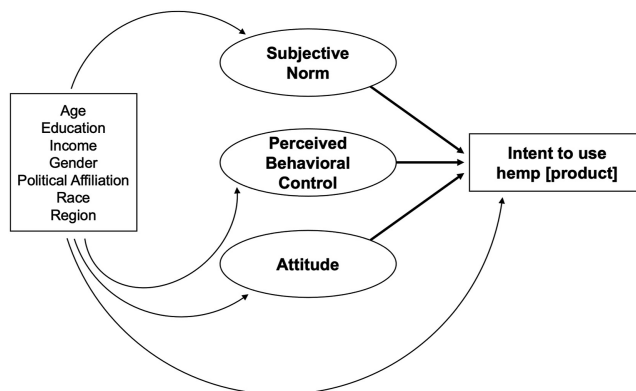 Subjective
Norm
Age
Education
Income
Gender
Political Affiliation
Race
Region
Perceived
Behavioral
Control
Intent to use
hemp [product]
Attitude